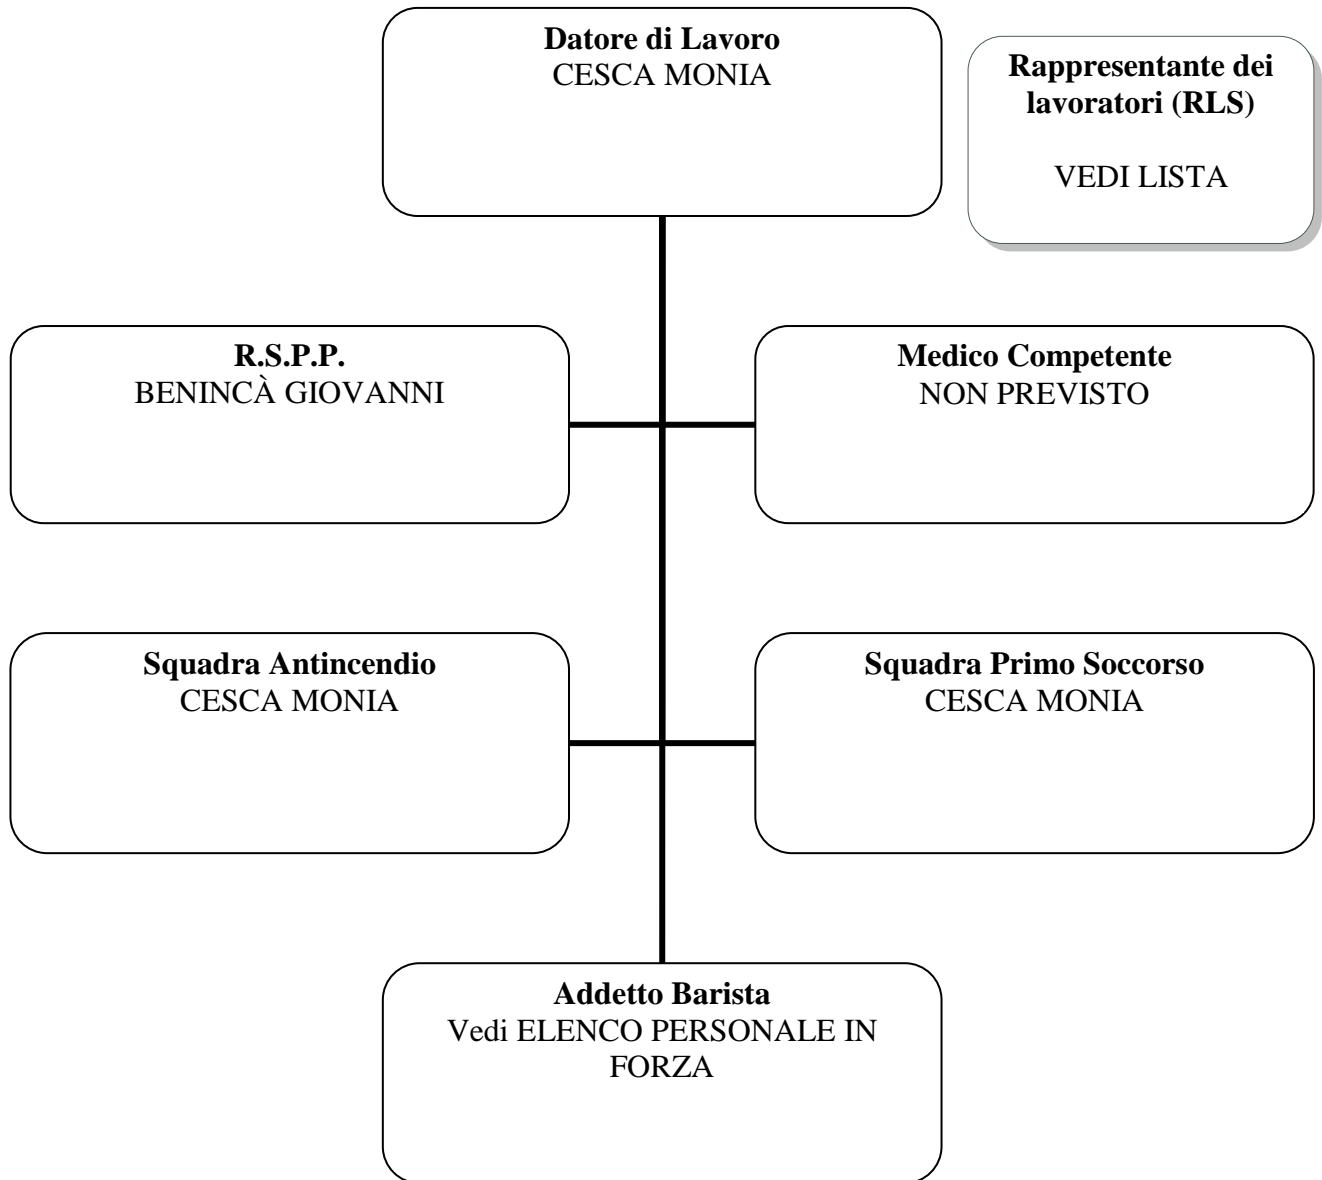 Datore di Lavoro
CESCA MONIA
Rappresentante dei
lavoratori (RLS)
VEDI LISTA
R.S.P.P.
BENINCÀ GIOVANNI
Medico Competente
NON PREVISTO
Squadra Antincendio
CESCA MONIA
Squadra Primo Soccorso
CESCA MONIA
Addetto Barista
Vedi ELENCO PERSONALE IN
FORZA